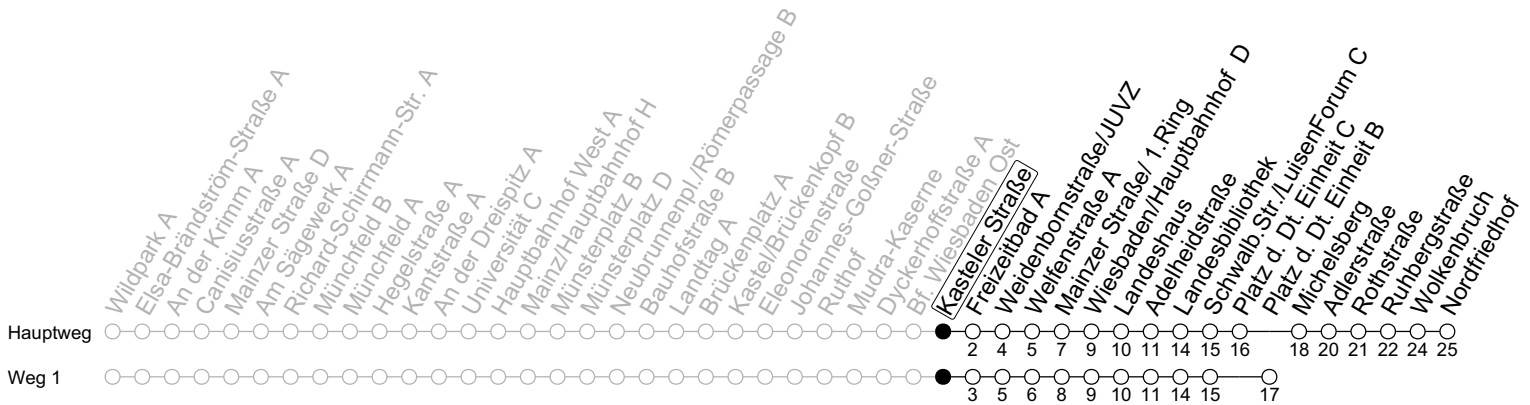 Wildpark A
Elsa-Brändström-Straße A
An der Krimm A
Canisiusstraße A
Mainzer Straße D
Am Sägewerk A
Richard-Schirrmann-Str. A
Münchfeld B
Münchfeld A
Hegelstraße A
Kantstraße A
An der Dreispitz A
Universität C
Hauptbahnhof West A
Mainz/Hauptbahnhof H
Münsterplatz B
Münsterplatz D
Neubrunnenpl./Römerpassage B
Bauhofstraße B
Landtag A
Brückenplatz A
Kastel/Brückenkopf B
Eleonorenstraße
Johannes-Goßner-Straße
Ruthof
Mudra-Kaserne
Dyckerhoffstraße A
Bf. Wiesbaden Ost
Kasteler Straße
Freizeitbad A
Weidenbornstraße/JUVZ
Welfenstraße A
Mainzer Straße/ 1.Ring
Wiesbaden/Hauptbahnhof D
Landeshaus
Adelheidstraße
Landesbibliothek
Schwalb.Str./LuisenForum C
Platz d. Dt. Einheit C
Platz d. Dt. Einheit B
Michelsberg
Adlerstraße
Rothstraße
Ruhbergstraße
Wolkenbruch
Nordfriedhof
Hauptweg
2 4 5 7 9 10 11 14 15 16 18 20 21 22 24 25
Weg 1
3 5 6 8 9 10 11 14 15 17